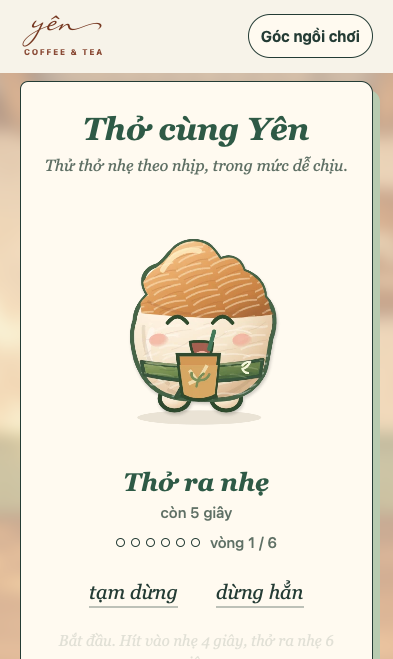 yên
COFFEE & TEA
Góc ngồi chơi
Thở cùng Yên
Thử thở nhẹ theo nhịp, trong mức dễ chịu.
Thở ra nhẹ
còn 5 giây
vòng 1 / 6
tạm dừng
dừng hẳn
Bắt đầu. Hít vào nhẹ 4 giây, thở ra nhẹ 6